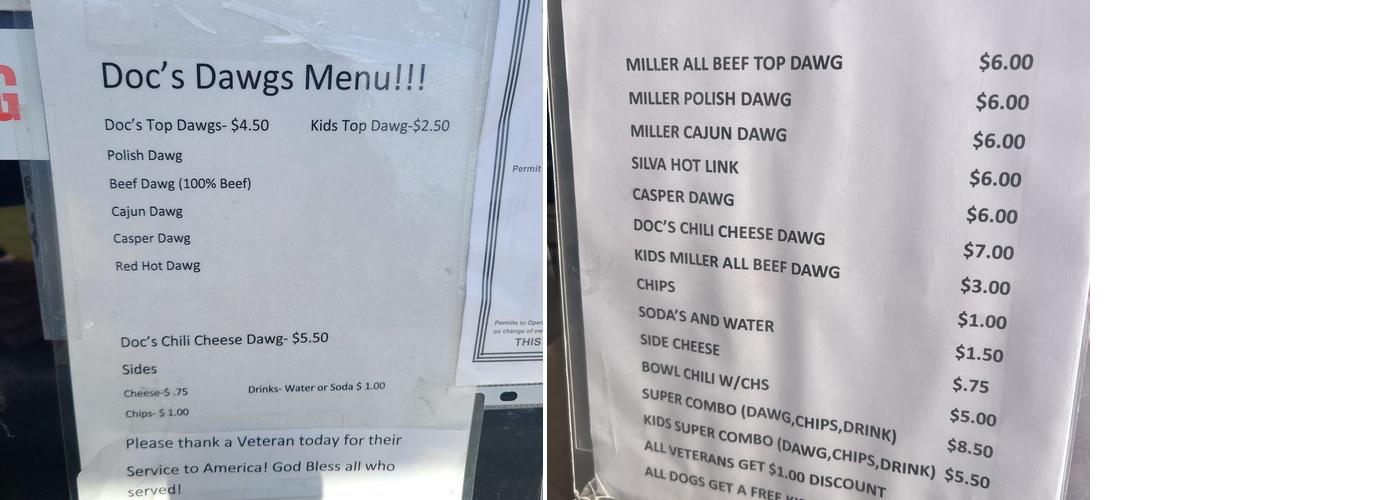 G
Doc's Dawgs Menu!!!
Doc's Top Dawgs- $4.50 Kids Top Dawg-$2.50
Polish Dawg
Beef Dawg (100% Beef)
Cajun Dawg
Casper Dawg
Red Hot Dawg
Doc's Chili Cheese Dawg- $5.50
Sides
Cheese-$ .75 Drinks- Water or Soda $ 1.00
Chips- $ 1.00
Please thank a Veteran today for their
Service to America! God Bless all who
served!
Permit
Permits to Oper
on change of ow
THIS
MILLER ALL BEEF TOP DAWG $6.00
MILLER POLISH DAWG $6.00
MILLER CAJUN DAWG $6.00
SILVA HOT LINK $6.00
CASPER DAWG $6.00
DOC'S CHILI CHEESE DAWG $7.00
KIDS MILLER ALL BEEF DAWG $3.00
CHIPS $1.00
SODA'S AND WATER $1.50
SIDE CHEESE $.75
BOWL CHILI W/CHS $5.00
SUPER COMBO (DAWG,CHIPS,DRINK) $8.50
KIDS SUPER COMBO (DAWG,CHIPS,DRINK) $5.50
ALL VETERANS GET $1.00 DISCOUNT
ALL DOGS GET A FREE